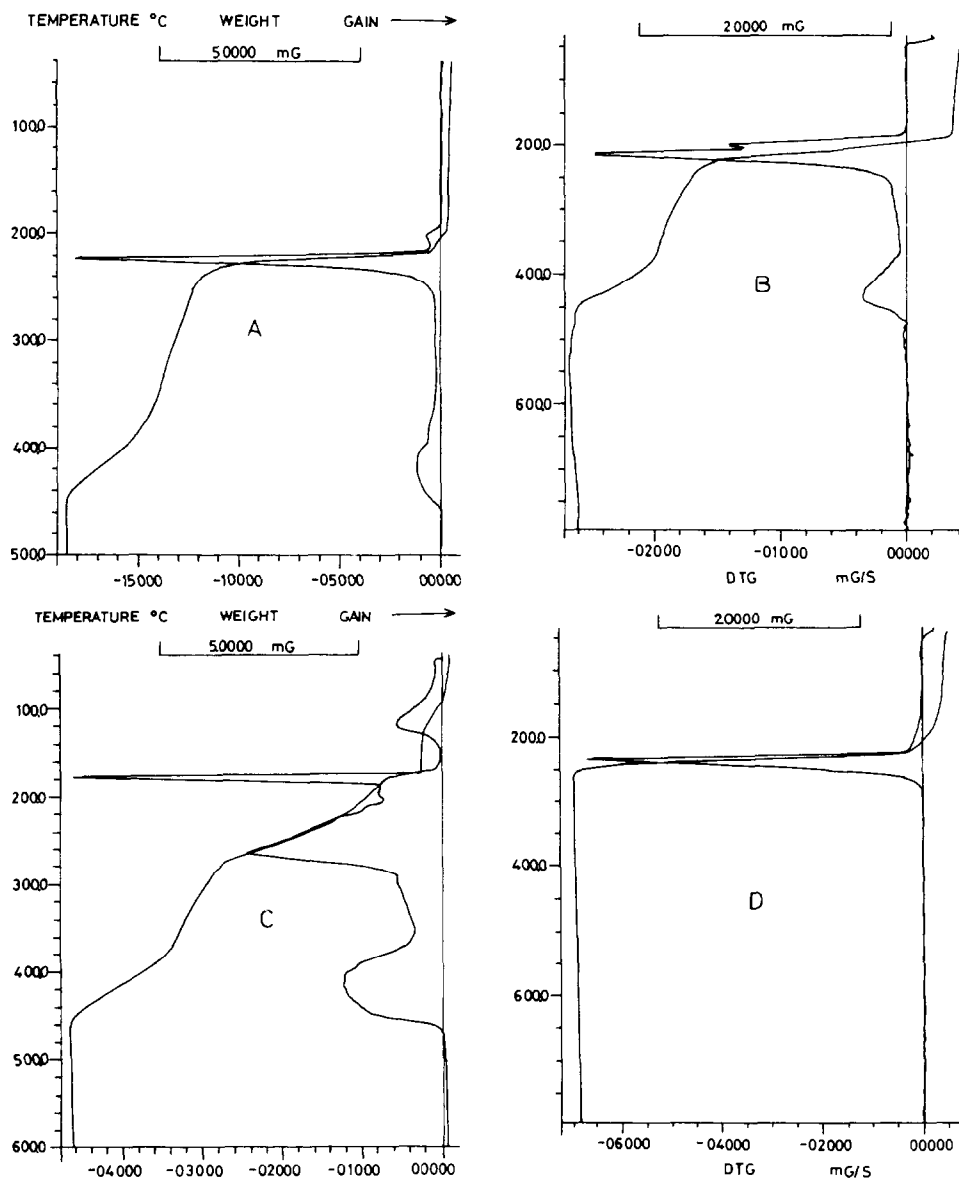 TEMPERATURE °C WEIGHT GAIN
50000 mG
100.0
200.0
300.0
400.0
500.0
A
-15000 -10000 -05000 00000
20000 mG
200.0
400.0
600.0
B
-02000 -01000 00000
DTG mG/S
TEMPERATURE °C WEIGHT GAIN
5.0000 mG
100.0
200.0
300.0
400.0
500.0
600.0
C
-04000 -03000 -02000 -01000 00000
20000 mG
200.0
400.0
600.0
D
-06000 -04000 -02000 00000
DTG mG/S